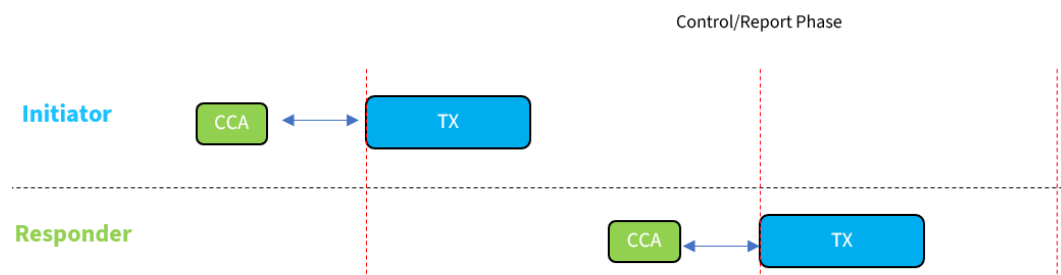 Control/Report Phase
Initiator
CCA
TX
Responder
CCA
TX